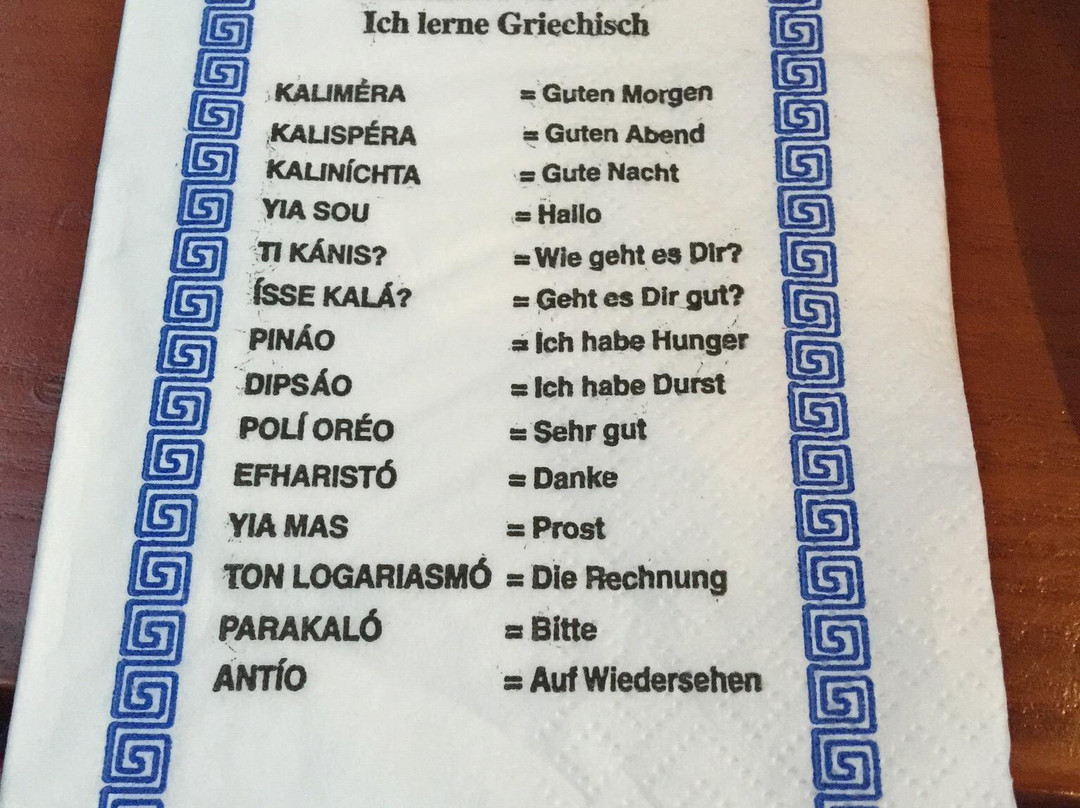 Ich lerne Griechisch
KALIMÉRA = Guten Morgen
KALISPÉRA = Guten Abend
KALINÍCHTA = Gute Nacht
YIA SOU = Hallo
TI KÁNIS? = Wie geht es Dir?
ÍSSE KALÁ? = Geht es Dir gut?
PINÁO = Ich habe Hunger
DIPSÁO = Ich habe Durst
POLÍ ORÉO = Sehr gut
EFHARISTÓ = Danke
YIA MAS = Prost
TON LOGARIASMÓ = Die Rechnung
PARAKALÓ = Bitte
ANTÍO = Auf Wiedersehen